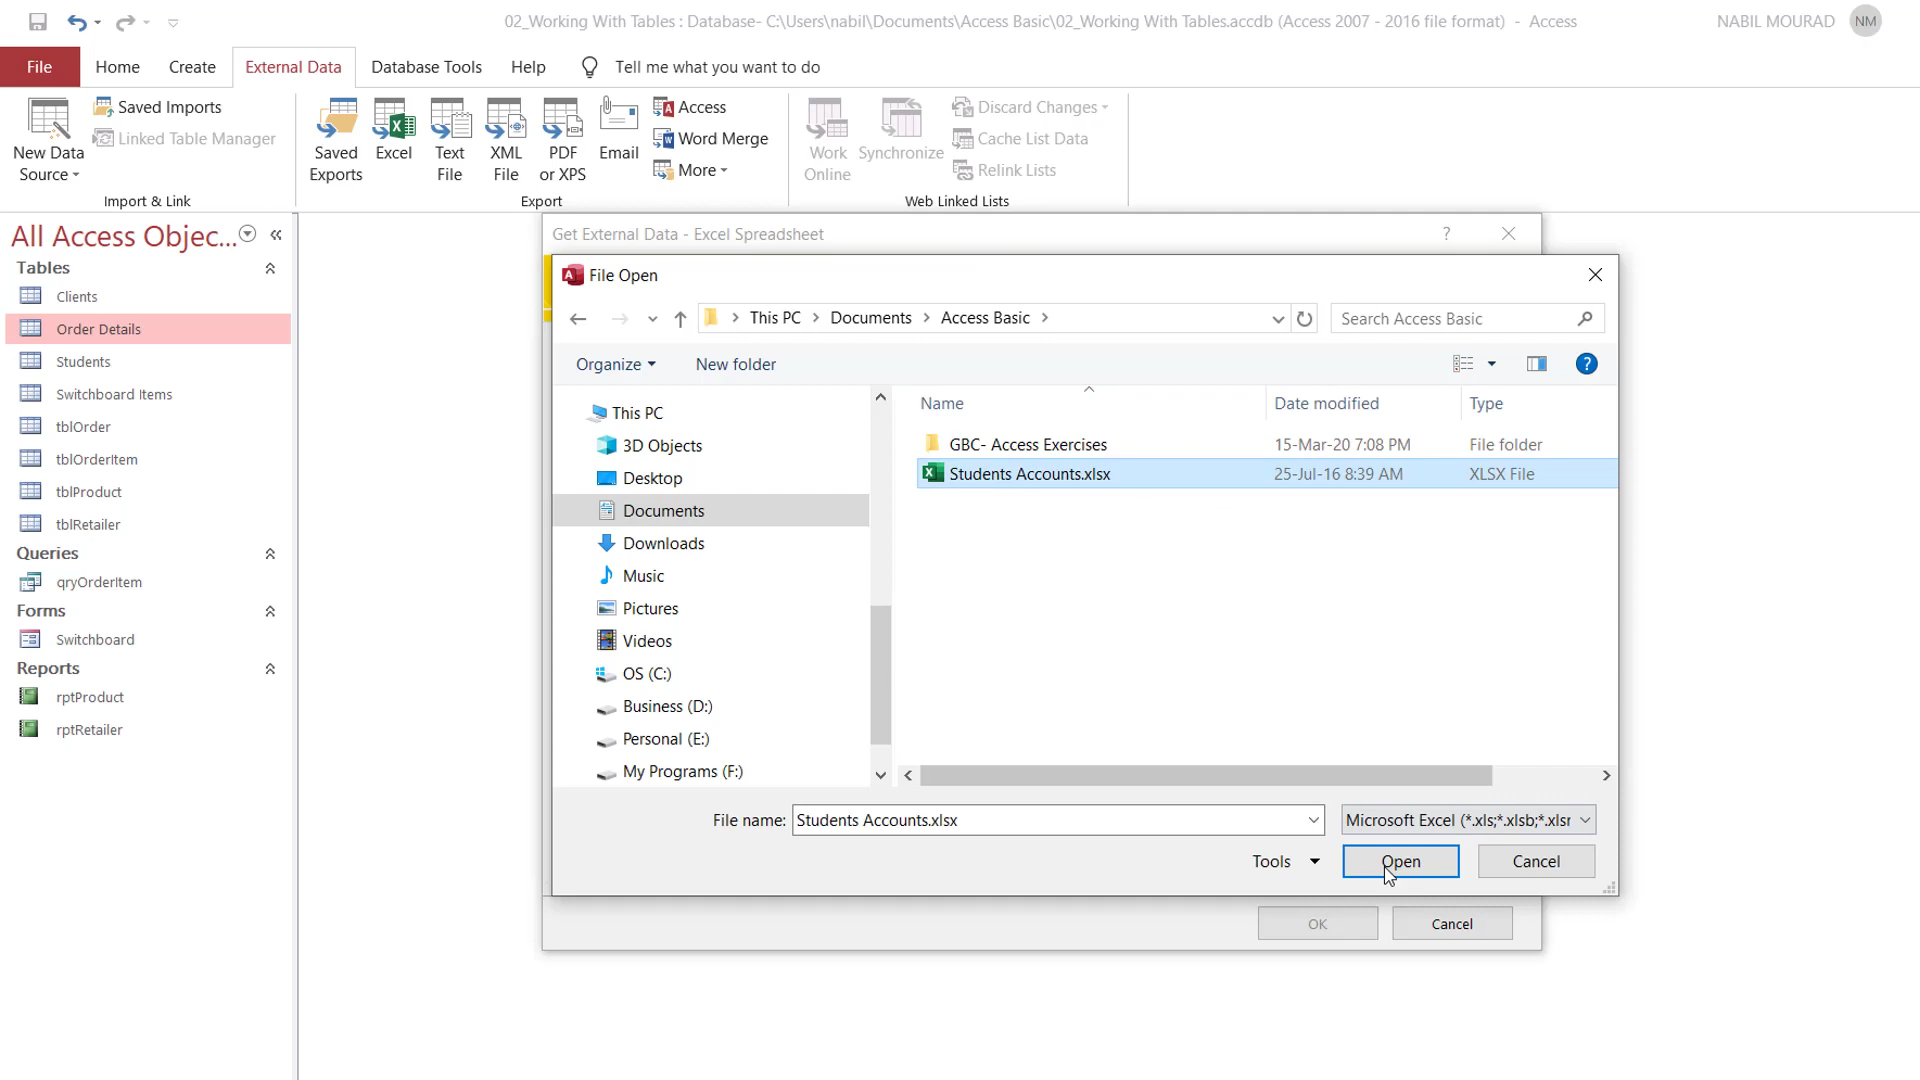 02_Working With Tables : Database- C:\Users\nabil\Documents\Access Basic\02_Working With Tables.accdb (Access 2007 - 2016 file format) - Access
NABIL MOURAD
NM
File
Home
Create
External Data
Database Tools
Help
Tell me what you want to do
New Data
Source
Saved Imports
Linked Table Manager
Import & Link
Saved
Exports
Excel
Text
File
XML
File
PDF
or XPS
Email
Access
Word Merge
More
Export
Work
Online
Synchronize
Discard Changes
Cache List Data
Relink Lists
Web Linked Lists
All Access Objec...
Tables
Clients
Order Details
Students
Switchboard Items
tblOrder
tblOrderItem
tblProduct
tblRetailer
Queries
qryOrderItem
Forms
Switchboard
Reports
rptProduct
rptRetailer
Get External Data - Excel Spreadsheet
?
File Open
This PC
Documents
Access Basic
Search Access Basic
Organize
New folder
?
This PC
3D Objects
Desktop
Documents
Downloads
Music
Pictures
Videos
OS (C:)
Business (D:)
Personal (E:)
My Programs (F:)
Name
Date modified
Type
GBC- Access Exercises
15-Mar-20 7:08 PM
File folder
Students Accounts.xlsx
25-Jul-16 8:39 AM
XLSX File
File name:
Students Accounts.xlsx
Microsoft Excel (*.xls;*.xlsb;*.xlsr
Tools
Open
Cancel
OK
Cancel